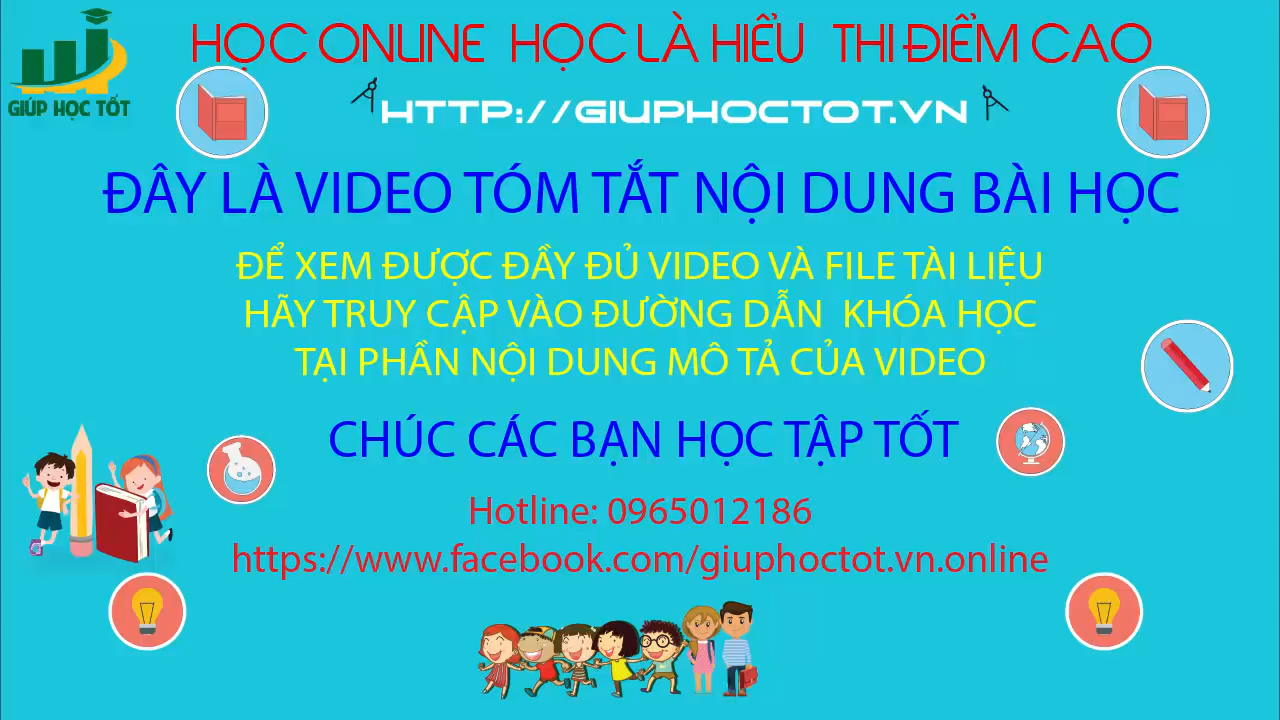 HỌC ONLINE HỌC LÀ HIỂU THI ĐIỂM CAO
GIÚP HỌC TỐT
HTTP://GIUPHOCTOT.VN
ĐÂY LÀ VIDEO TÓM TẮT NỘI DUNG BÀI HỌC
ĐỂ XEM ĐƯỢC ĐẦY ĐỦ VIDEO VÀ FILE TÀI LIỆU
HÃY TRUY CẬP VÀO ĐƯỜNG DẪN KHÓA HỌC
TẠI PHẦN NỘI DUNG MÔ TẢ CỦA VIDEO
CHÚC CÁC BẠN HỌC TẬP TỐT
Hotline: 0965012186
https://www.facebook.com/giuphoctot.vn.online